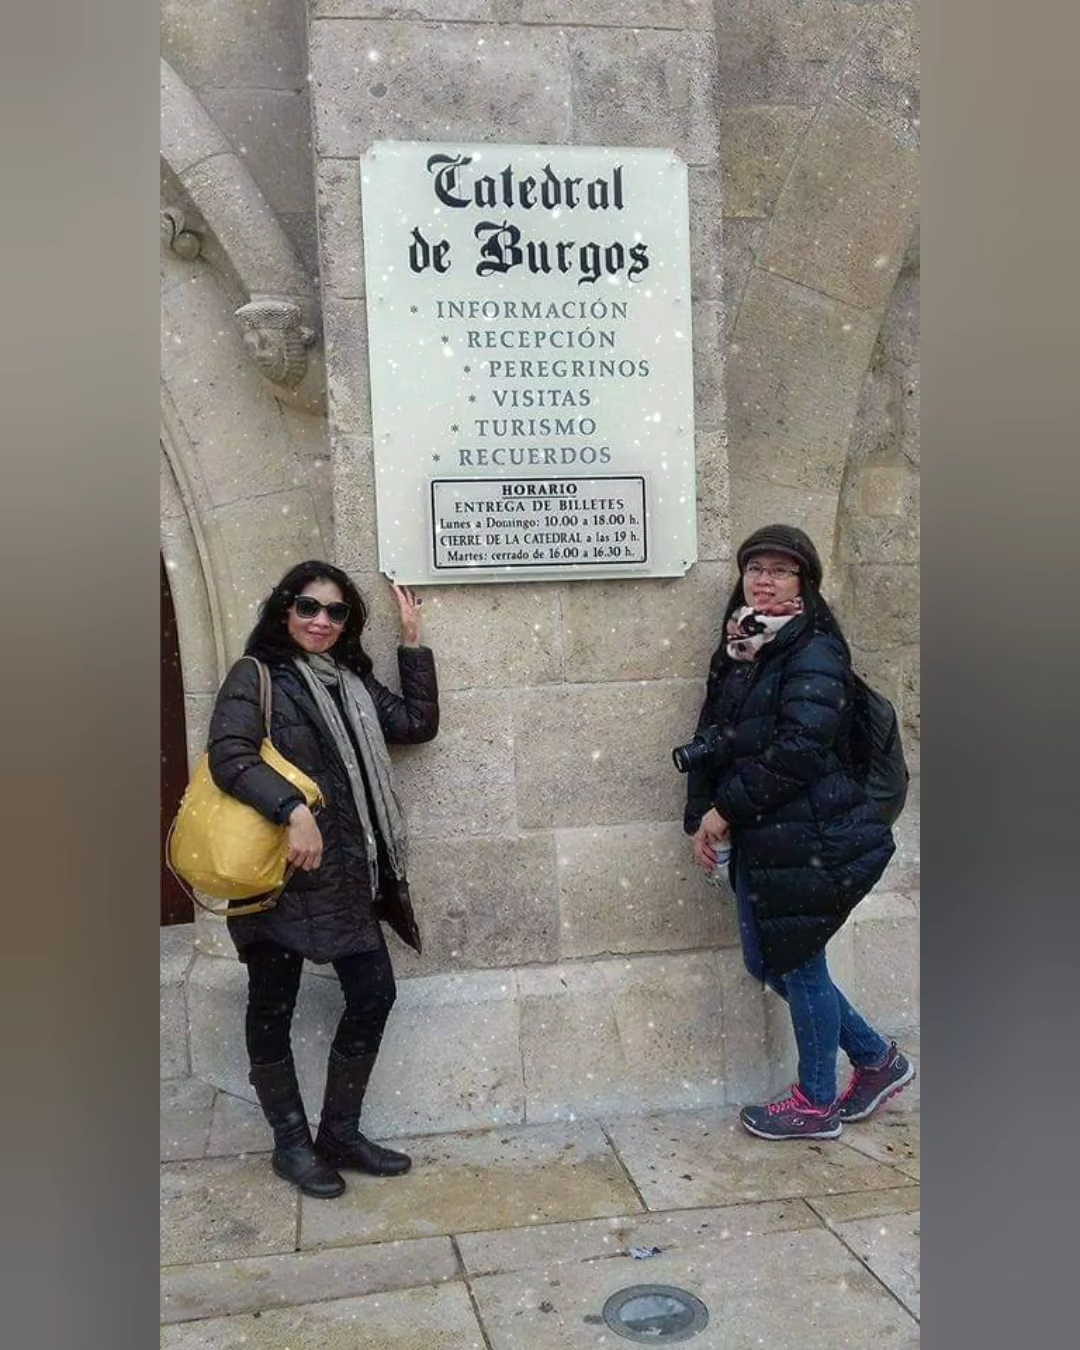 Catedral
de Burgos
* INFORMACIÓN
* RECEPCIÓN
* PEREGRINOS
* VISITAS
* TURISMO
* RECUERDOS
HORARIO
ENTREGA DE BILLETES
Lunes a Domingo: 10.00 a 18.00 h.
CIERRE DE LA CATEDRAL a las 19 h.
Martes: cerrado de 16.00 a 16.30 h.